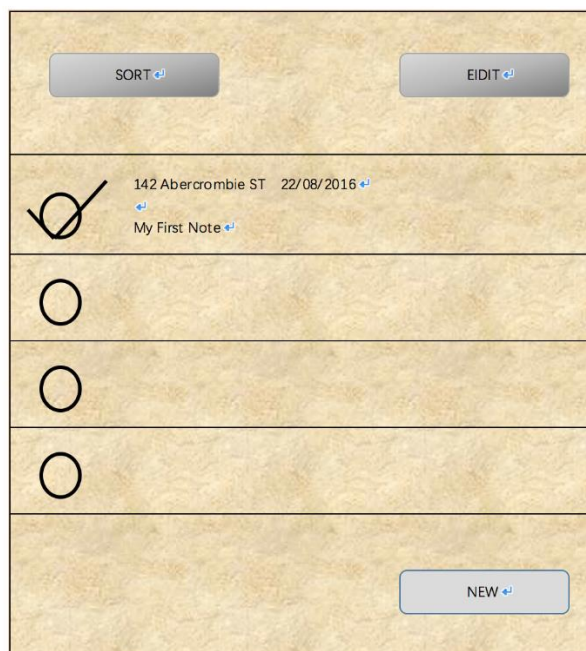 SORT
EIDIT
142 Abercrombie ST 22/08/2016
My First Note
NEW